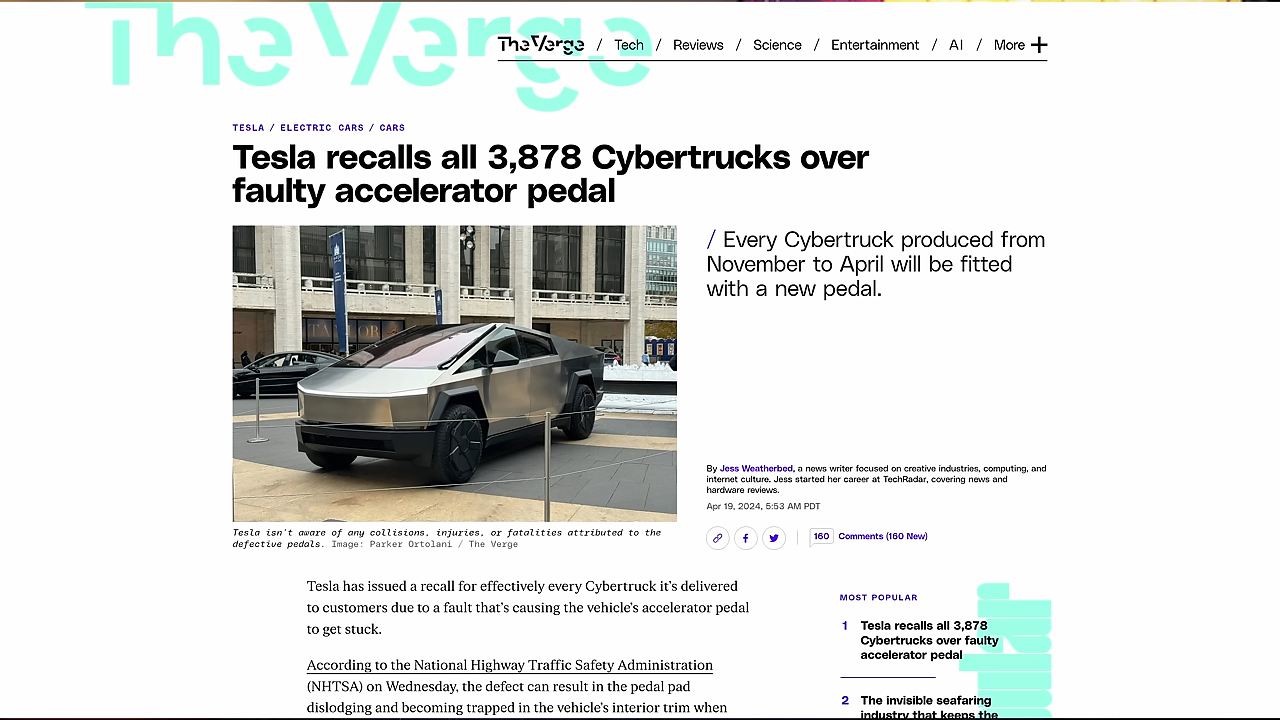 The Verge
The Verge / Tech / Reviews / Science / Entertainment / AI / More
TESLA / ELECTRIC CARS / CARS
Tesla recalls all 3,878 Cybertrucks over
faulty accelerator pedal
/ Every Cybertruck produced from
November to April will be fitted
with a new pedal.
By Jess Weatherbed, a news writer focused on creative industries, computing, and
internet culture. Jess started her career at TechRadar, covering news and
hardware reviews.
Apr 19, 2024, 5:53 AM PDT
160 Comments (160 New)
Tesla isn't aware of any collisions, injuries, or fatalities attributed to the
defective pedals. Image: Parker Ortolani / The Verge
Tesla has issued a recall for effectively every Cybertruck it's delivered
to customers due to a fault that's causing the vehicle's accelerator pedal
to get stuck.
According to the National Highway Traffic Safety Administration
(NHTSA) on Wednesday, the defect can result in the pedal pad
dislodging and becoming trapped in the vehicle's interior trim when
MOST POPULAR
1 Tesla recalls all 3,878
Cybertrucks over faulty
accelerator pedal
2 The invisible seafaring
industry that keeps the